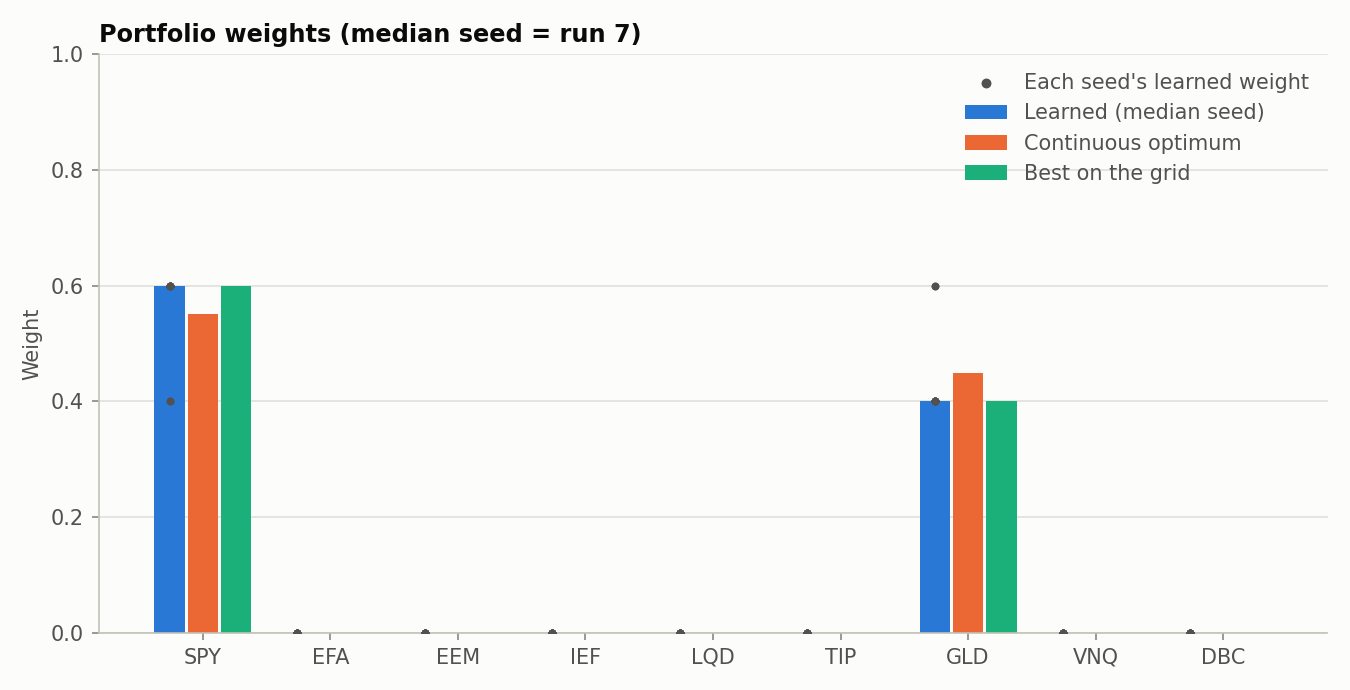 Portfolio weights (median seed = run 7)
Each seed's learned weight
Learned (median seed)
Continuous optimum
Best on the grid
Weight
1.0
0.8
0.6
0.4
0.2
0.0
SPY EFA EEM IEF LQD TIP GLD VNQ DBC